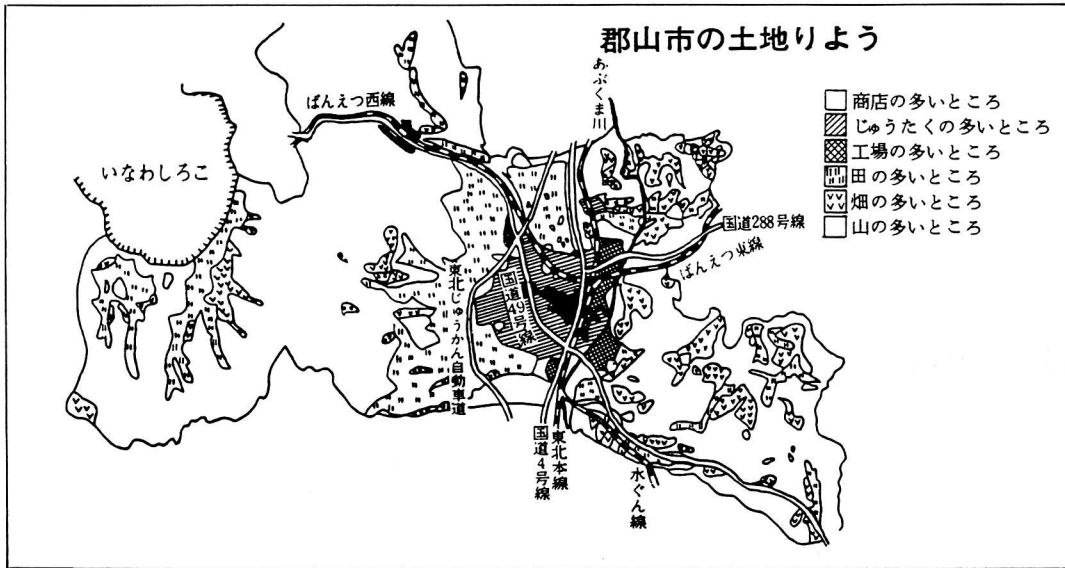 郡山市の土地りよう
あぶくま川
ばんえつ西線
いなわしろこ
商店の多いところ
じゅうたくの多いところ
工場の多いところ
田の多いところ
畑の多いところ
山の多いところ
国道288号線
ばんえつ東線
東北じゅうかん自動車道
国道49号線
国道4号線
東北本線
水ぐん線